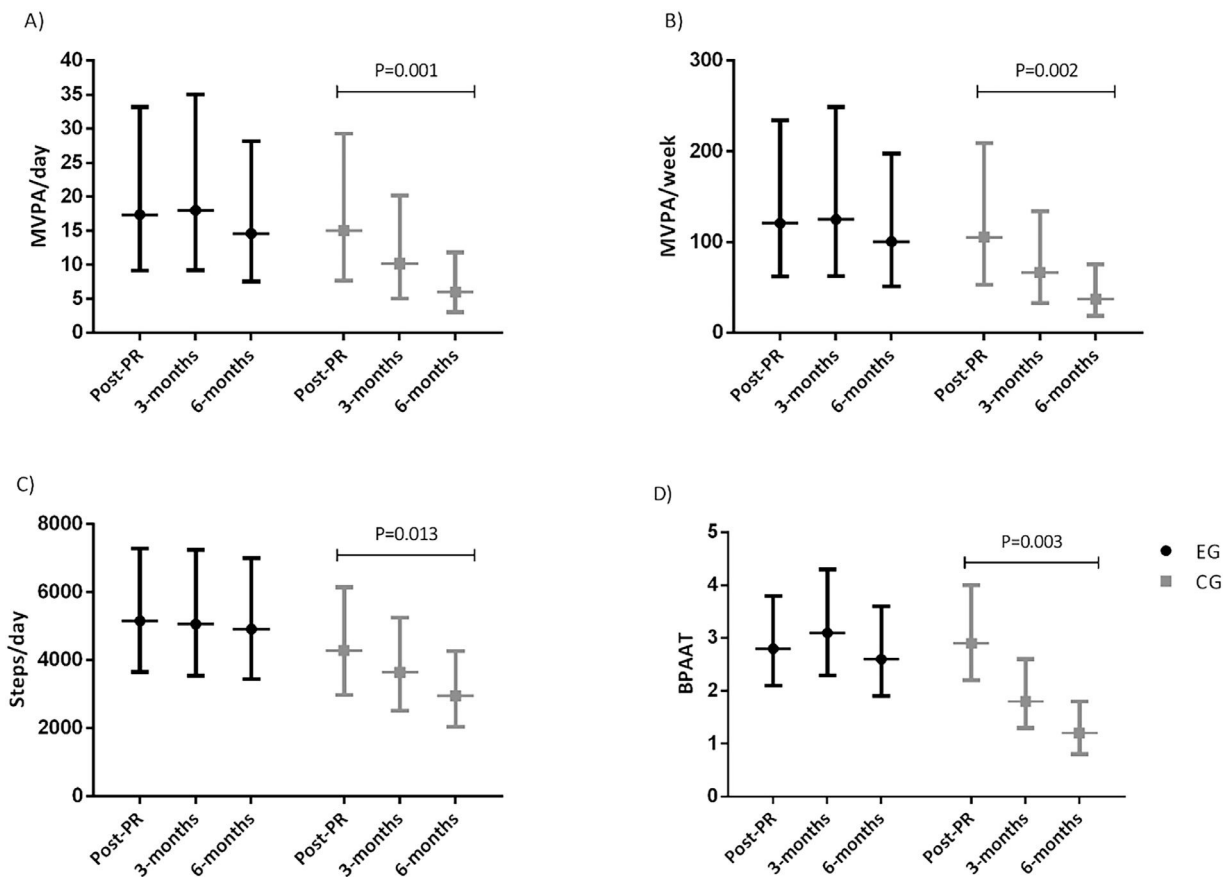 A)
MVPA/day
40
35
30
25
20
15
10
5
0
P=0.001
Post-PR
3-months
6-months
Post-PR
3-months
6-months
B)
MVPA/week
300
200
100
0
P=0.002
Post-PR
3-months
6-months
Post-PR
3-months
6-months
C)
Steps/day
8000
6000
4000
2000
0
P=0.013
Post-PR
3-months
6-months
Post-PR
3-months
6-months
D)
BPAAT
5
4
3
2
1
0
P=0.003
Post-PR
3-months
6-months
Post-PR
3-months
6-months
EG
CG